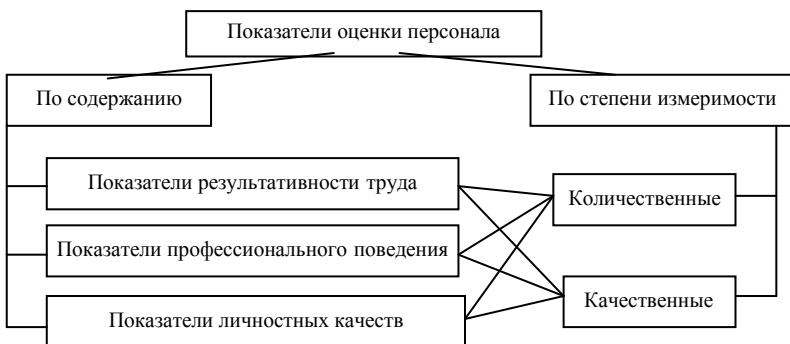 Показатели оценки персонала
По содержанию
По степени измеримости
Показатели результативности труда
Количественные
Показатели профессионального поведения
Качественные
Показатели личностных качеств